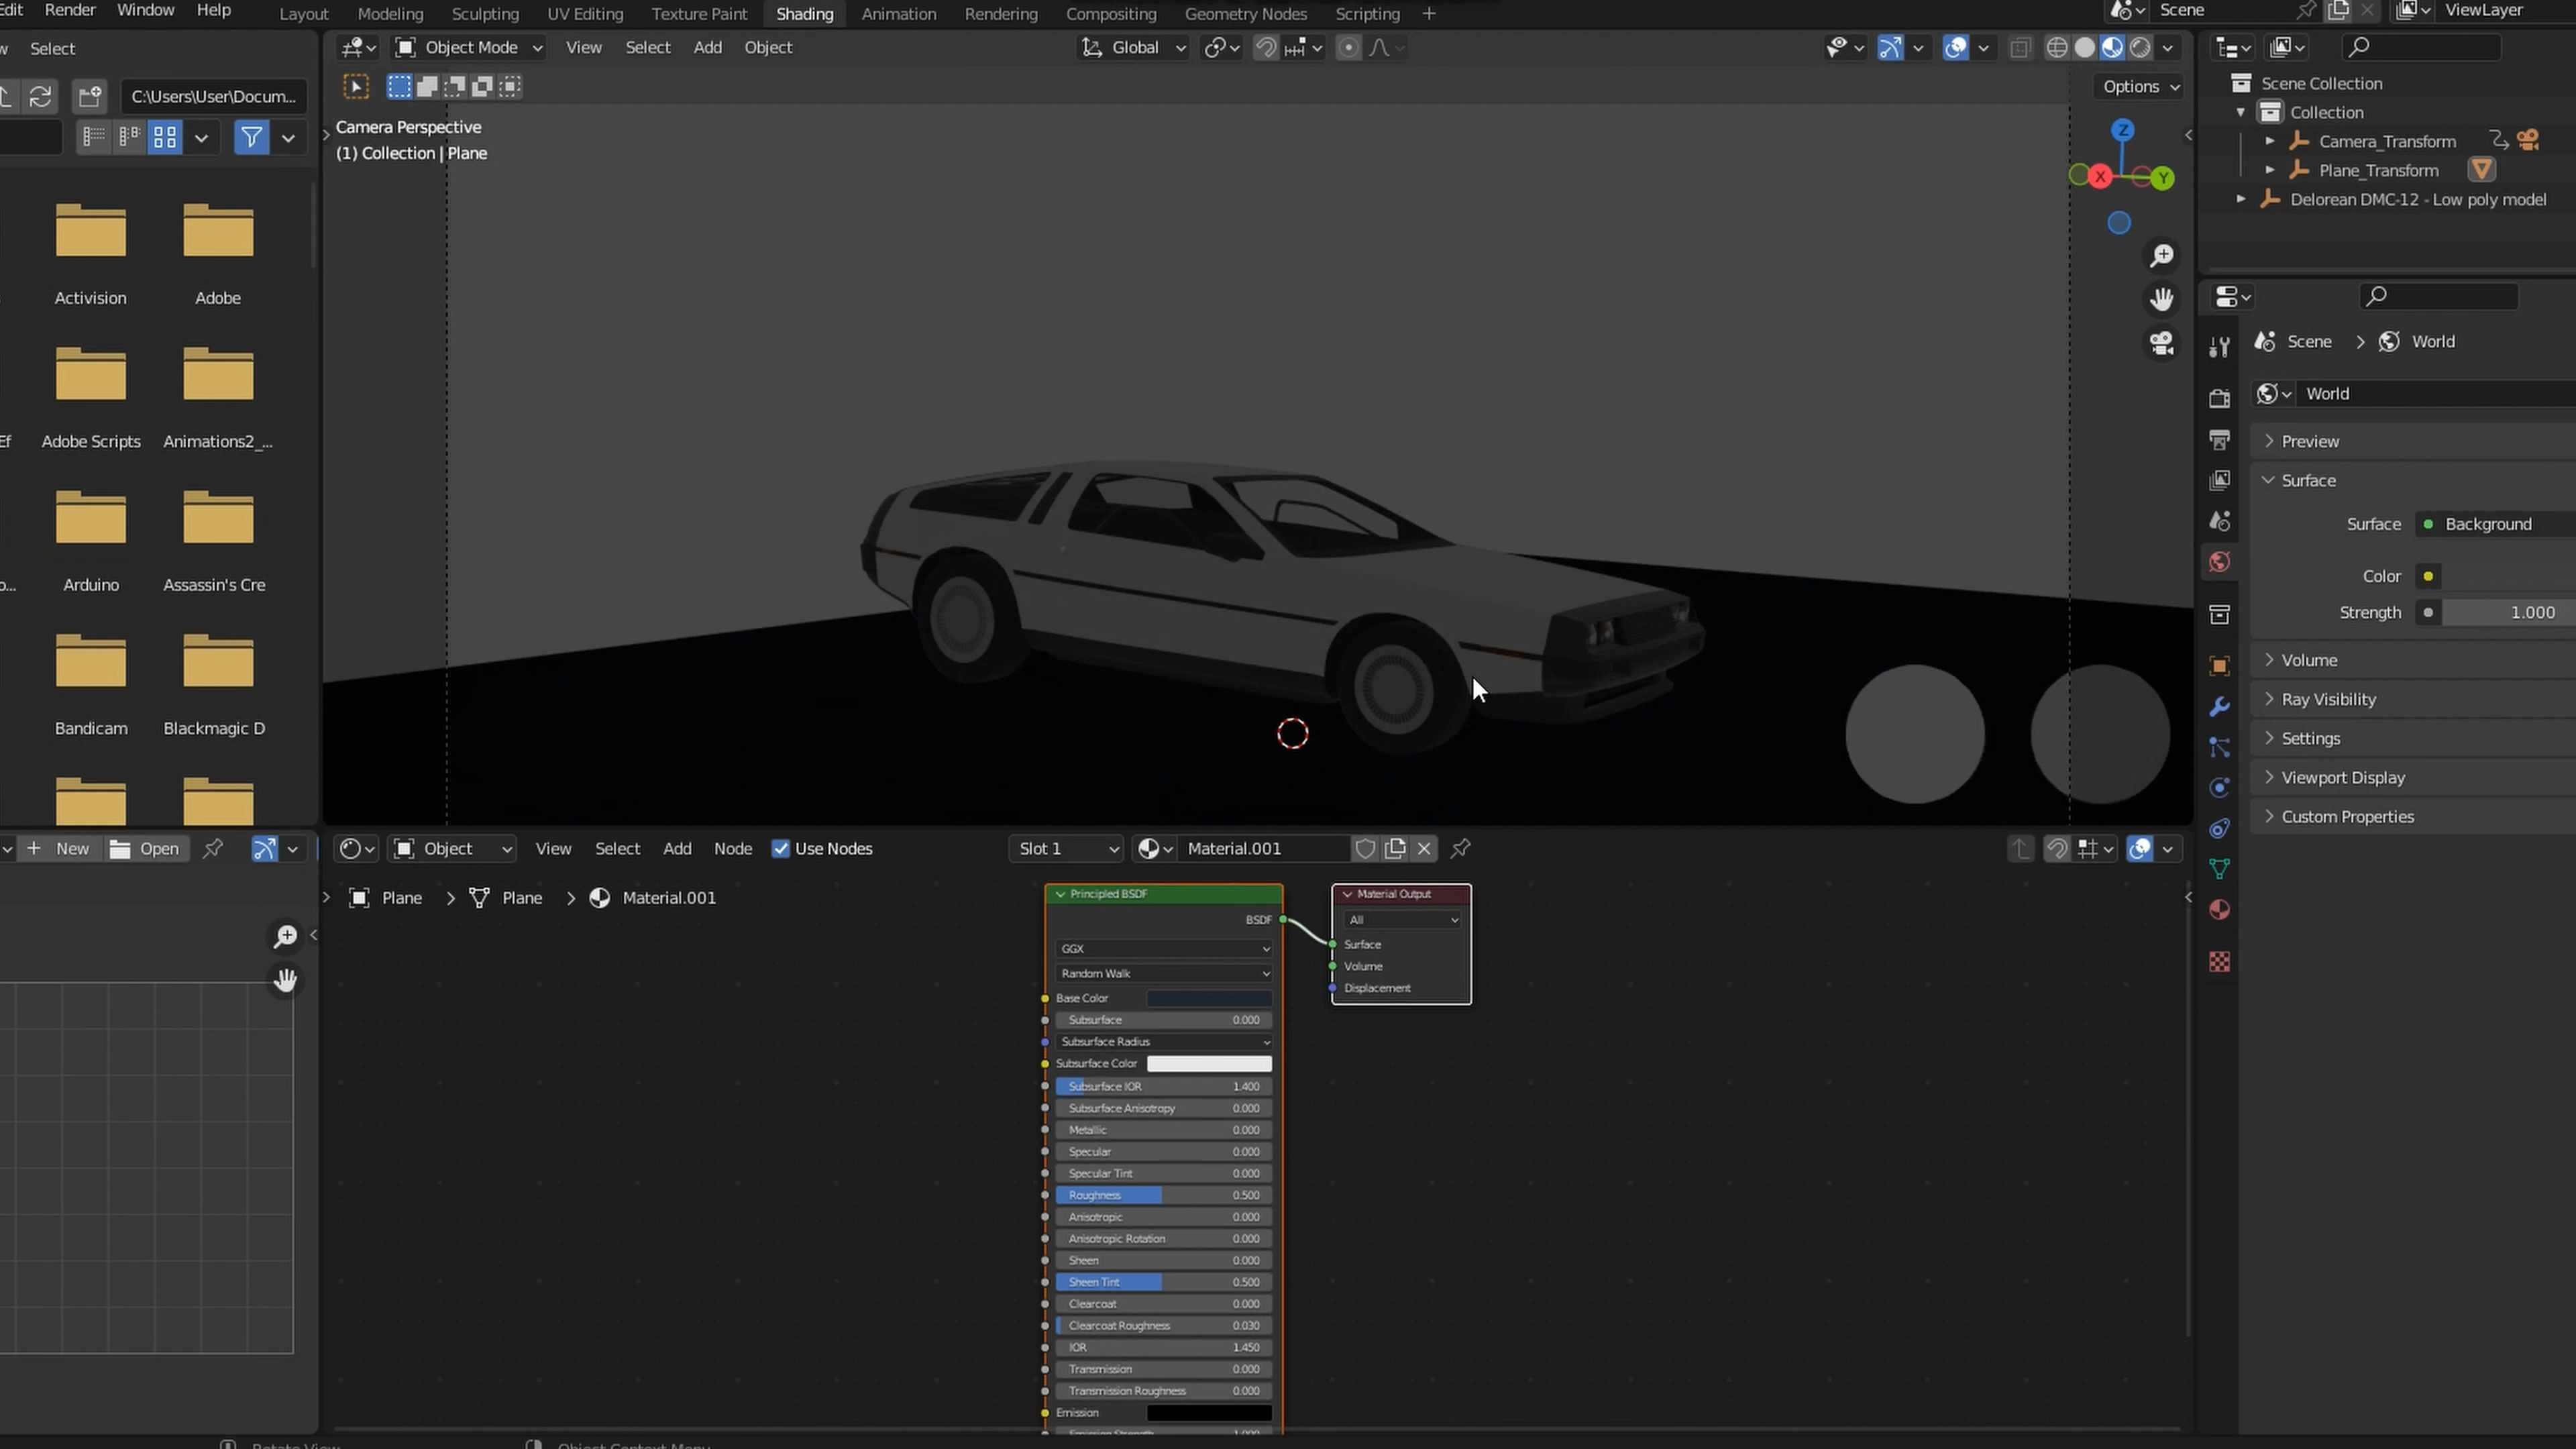 Edit Render Window Help
Layout Modeling Sculpting UV Editing Texture Paint Shading Animation Rendering Compositing Geometry Nodes Scripting +
Scene ViewLayer
Select
Object Mode View Select Add Object
Global
C:\Users\User\Docum...
Options
Camera Perspective
(1) Collection | Plane
Z
X
Y
Scene Collection
Collection
Camera_Transform
Plane_Transform
Delorean DMC-12 - Low poly model
Activision Adobe
Adobe Scripts Animations2_...
Arduino Assassin's Cre
Bandicam Blackmagic D
Scene > World
World
Preview
Surface
Surface Background
Color
Strength 1.000
Volume
Ray Visibility
Settings
Viewport Display
Custom Properties
+ New Open
Object View Select Add Node Use Nodes
Slot 1 Material.001
Plane > Plane > Material.001
Principled BSDF
BSDF
GGX
Random Walk
Base Color
Subsurface 0.000
Subsurface Radius
Subsurface Color
Subsurface IOR 1.400
Subsurface Anisotropy 0.000
Metallic 0.000
Specular 0.000
Specular Tint 0.000
Roughness 0.500
Anisotropic 0.000
Anisotropic Rotation 0.000
Sheen 0.000
Sheen Tint 0.500
Clearcoat 0.000
Clearcoat Roughness 0.030
IOR 1.450
Transmission 0.000
Transmission Roughness 0.000
Emission
Material Output
All
Surface
Volume
Displacement